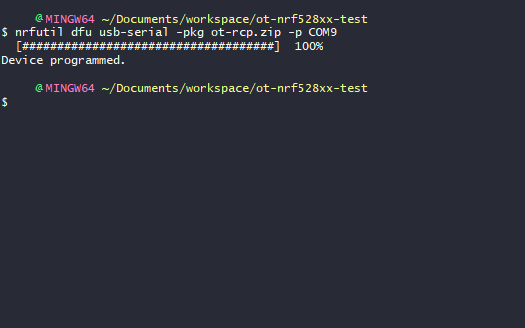 @MINGW64 ~/Documents/workspace/ot-nrf528xx-test
$ nrfutil dfu usb-serial -pkg ot-rcp.zip -p COM9
[####################################] 100%
Device programmed.
@MINGW64 ~/Documents/workspace/ot-nrf528xx-test
$